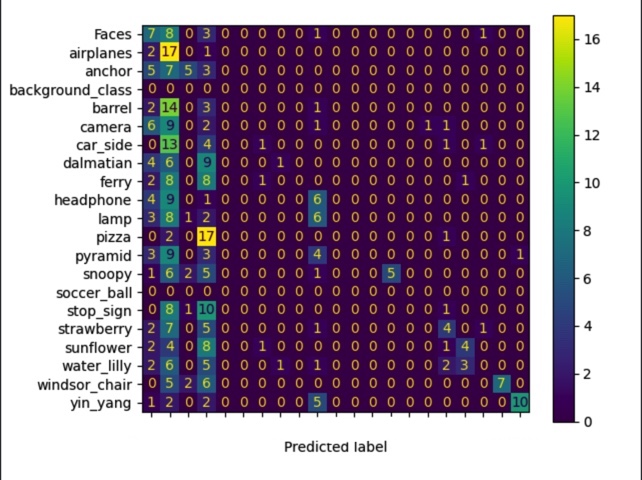 Faces 7 8 0 3 0 0 0 0 0 1 0 0 0 0 0 0 0 0 1 0 0
airplanes 2 17 0 1 0 0 0 0 0 0 0 0 0 0 0 0 0 0 0 0 0
anchor 5 7 5 3 0 0 0 0 0 0 0 0 0 0 0 0 0 0 0 0 0
background_class 0 0 0 0 0 0 0 0 0 0 0 0 0 0 0 0 0 0 0 0 0
barrel 2 14 0 3 0 0 0 0 0 1 0 0 0 0 0 0 0 0 0 0 0
camera 6 9 0 2 0 0 0 0 0 1 0 0 0 0 0 1 1 0 0 0 0
car_side 0 13 0 4 0 0 1 0 0 0 0 0 0 0 0 0 1 0 1 0 0
dalmatian 4 6 0 9 0 0 0 1 0 0 0 0 0 0 0 0 0 0 0 0 0
ferry 2 8 0 8 0 0 1 0 0 0 0 0 0 0 0 0 0 1 0 0 0
headphone 4 9 0 1 0 0 0 0 0 6 0 0 0 0 0 0 0 0 0 0 0
lamp 3 8 1 2 0 0 0 0 0 6 0 0 0 0 0 0 0 0 0 0 0
pizza 0 2 0 17 0 0 0 0 0 0 0 0 0 0 0 0 1 0 0 0 0
pyramid 3 9 0 3 0 0 0 0 0 4 0 0 0 0 0 0 0 0 0 0 1
snoopy 1 6 2 5 0 0 0 0 0 1 0 0 0 5 0 0 0 0 0 0 0
soccer_ball 0 0 0 0 0 0 0 0 0 0 0 0 0 0 0 0 0 0 0 0 0
stop_sign 0 8 1 10 0 0 0 0 0 0 0 0 0 0 0 0 1 0 0 0 0
strawberry 2 7 0 5 0 0 0 0 0 1 0 0 0 0 0 0 4 0 1 0 0
sunflower 2 4 0 8 0 0 1 0 0 0 0 0 0 0 0 0 1 4 0 0 0
water_lilly 2 6 0 5 0 0 0 1 0 1 0 0 0 0 0 0 2 3 0 0 0
windsor_chair 0 5 2 6 0 0 0 0 0 0 0 0 0 0 0 0 0 0 0 7 0
yin_yang 1 2 0 2 0 0 0 0 0 5 0 0 0 0 0 0 0 0 0 0 10
Predicted label
16
14
12
10
8
6
4
2
0